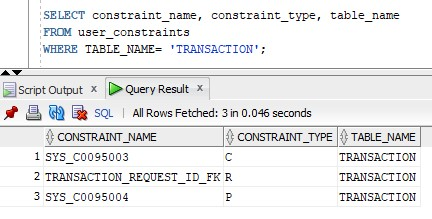 SELECT constraint_name, constraint_type, table_name
FROM user_constraints
WHERE TABLE_NAME= 'TRANSACTION';
Script Output x Query Result x
SQL | All Rows Fetched: 3 in 0.046 seconds
CONSTRAINT_NAME CONSTRAINT_TYPE TABLE_NAME
1 SYS_C0095003 C TRANSACTION
2 TRANSACTION_REQUEST_ID_FK R TRANSACTION
3 SYS_C0095004 P TRANSACTION